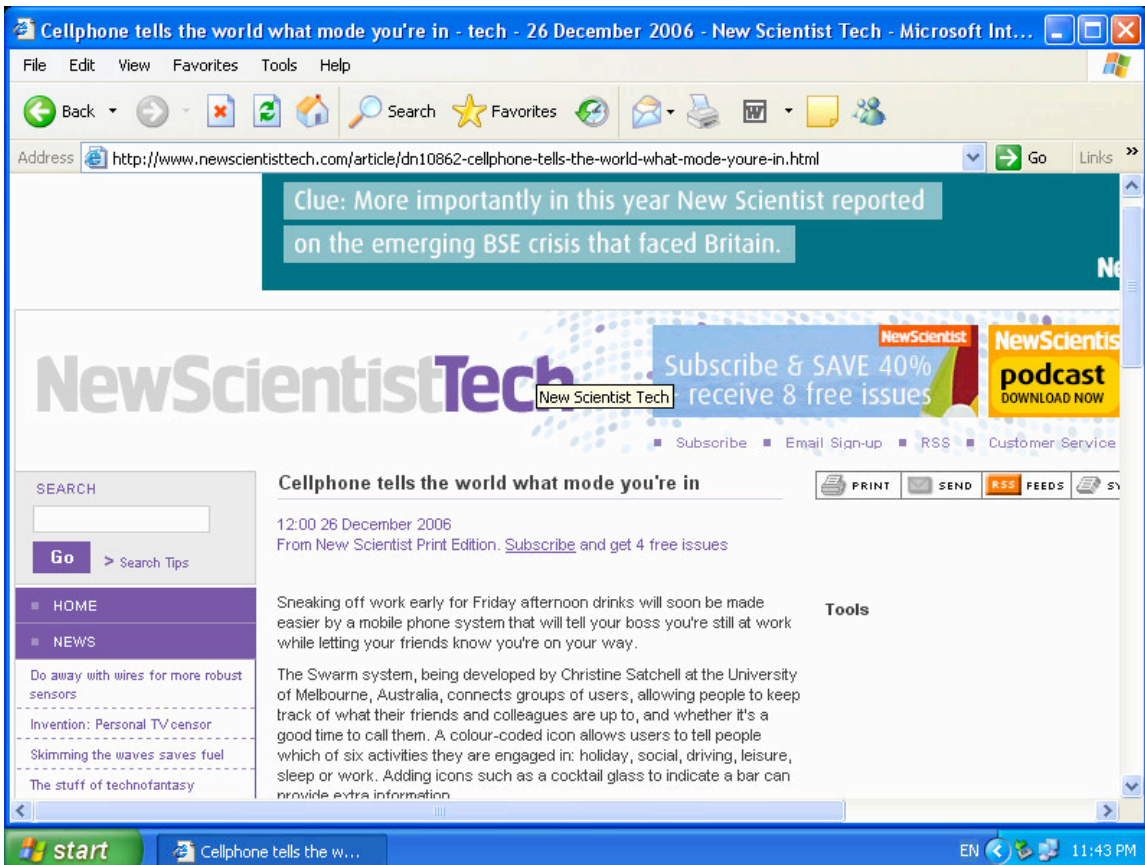 Cellphone tells the world what mode you're in - tech - 26 December 2006 - New Scientist Tech - Microsoft Int...
File Edit View Favorites Tools Help
Back Search Favorites
Address http://www.newscientisttech.com/article/dn10862-cellphone-tells-the-world-what-mode-youre-in.html Go Links »
Clue: More importantly in this year New Scientist reported
on the emerging BSE crisis that faced Britain.
NewScientistTech
New Scientist Tech
NewScientist
Subscribe & SAVE 40%
receive 8 free issues
podcast
DOWNLOAD NOW
Subscribe Email Sign-up RSS Customer Service
SEARCH
Go > Search Tips
HOME
NEWS
Do away with wires for more robust
sensors
Invention: Personal TV censor
Skimming the waves saves fuel
The stuff of technofantasy
Cellphone tells the world what mode you're in
PRINT SEND RSS FEEDS
12:00 26 December 2006
From New Scientist Print Edition. Subscribe and get 4 free issues
Sneaking off work early for Friday afternoon drinks will soon be made
easier by a mobile phone system that will tell your boss you're still at work
while letting your friends know you're on your way.
The Swarm system, being developed by Christine Satchell at the University
of Melbourne, Australia, connects groups of users, allowing people to keep
track of what their friends and colleagues are up to, and whether it's a
good time to call them. A colour-coded icon allows users to tell people
which of six activities they are engaged in: holiday, social, driving, leisure,
sleep or work. Adding icons such as a cocktail glass to indicate a bar can
provide extra information
Tools
start Cellphone tells the w... EN 11:43 PM